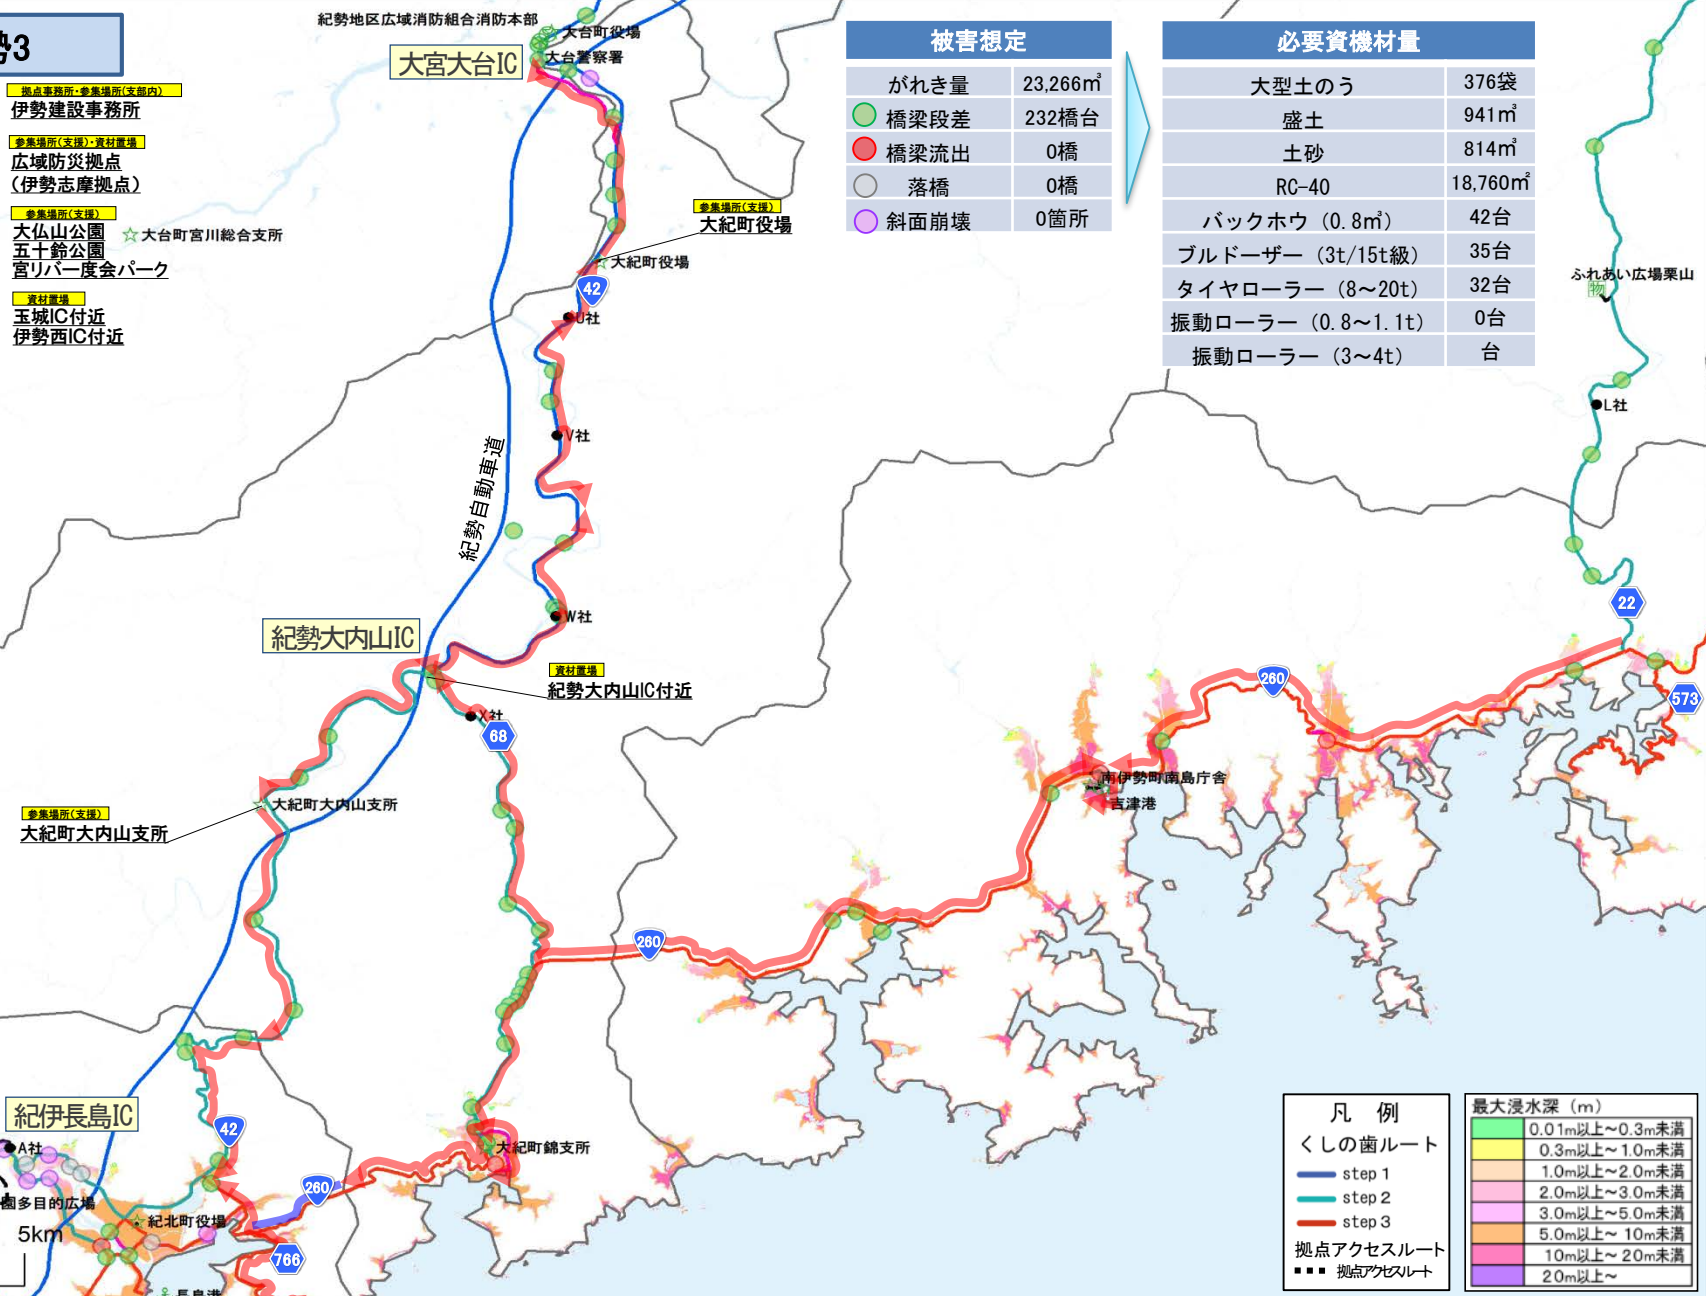 勢3
拠点事務所・参集場所(支部内)
伊勢建設事務所
参集場所(支援)・資材置場
広域防災拠点
(伊勢志摩拠点)
参集場所(支援)
大仏山公園
五十鈴公園
宮リバー度会パーク
資材置場
玉城IC付近
伊勢西IC付近
紀勢地区広域消防組合消防本部
大台町役場
大台警察署
大宮大台IC
大台町宮川総合支所
参集場所(支援)
大紀町役場
大紀町役場
42
U社
V社
紀勢自動車道
W社
紀勢大内山IC
資材置場
紀勢大内山IC付近
X社
68
参集場所(支援)
大紀町大内山支所
大紀町大内山支所
260
紀伊長島IC
42
A社
園多目的広場
紀北町役場
5km
260
766
長島港
大紀町錦支所
被害想定
がれき量 23,266㎥
橋梁段差 232橋台
橋梁流出 0橋
落橋 0橋
斜面崩壊 0箇所
必要資機材量
大型土のう 376袋
盛土 941㎥
土砂 814㎥
RC-40 18,760㎡
バックホウ（0.8㎥） 42台
ブルドーザー（3t/15t級） 35台
タイヤローラー（8～20t） 32台
振動ローラー（0.8～1.1t） 0台
振動ローラー（3～4t） 台
ふれあい広場栗山
物
L社
22
573
260
南伊勢町南島庁舎
吉津港
凡 例
くしの歯ルート
step 1
step 2
step 3
拠点アクセスルート
拠点アクセスルート
最大浸水深（m）
0.01m以上～0.3m未満
0.3m以上～1.0m未満
1.0m以上～2.0m未満
2.0m以上～3.0m未満
3.0m以上～5.0m未満
5.0m以上～10m未満
10m以上～20m未満
20m以上～